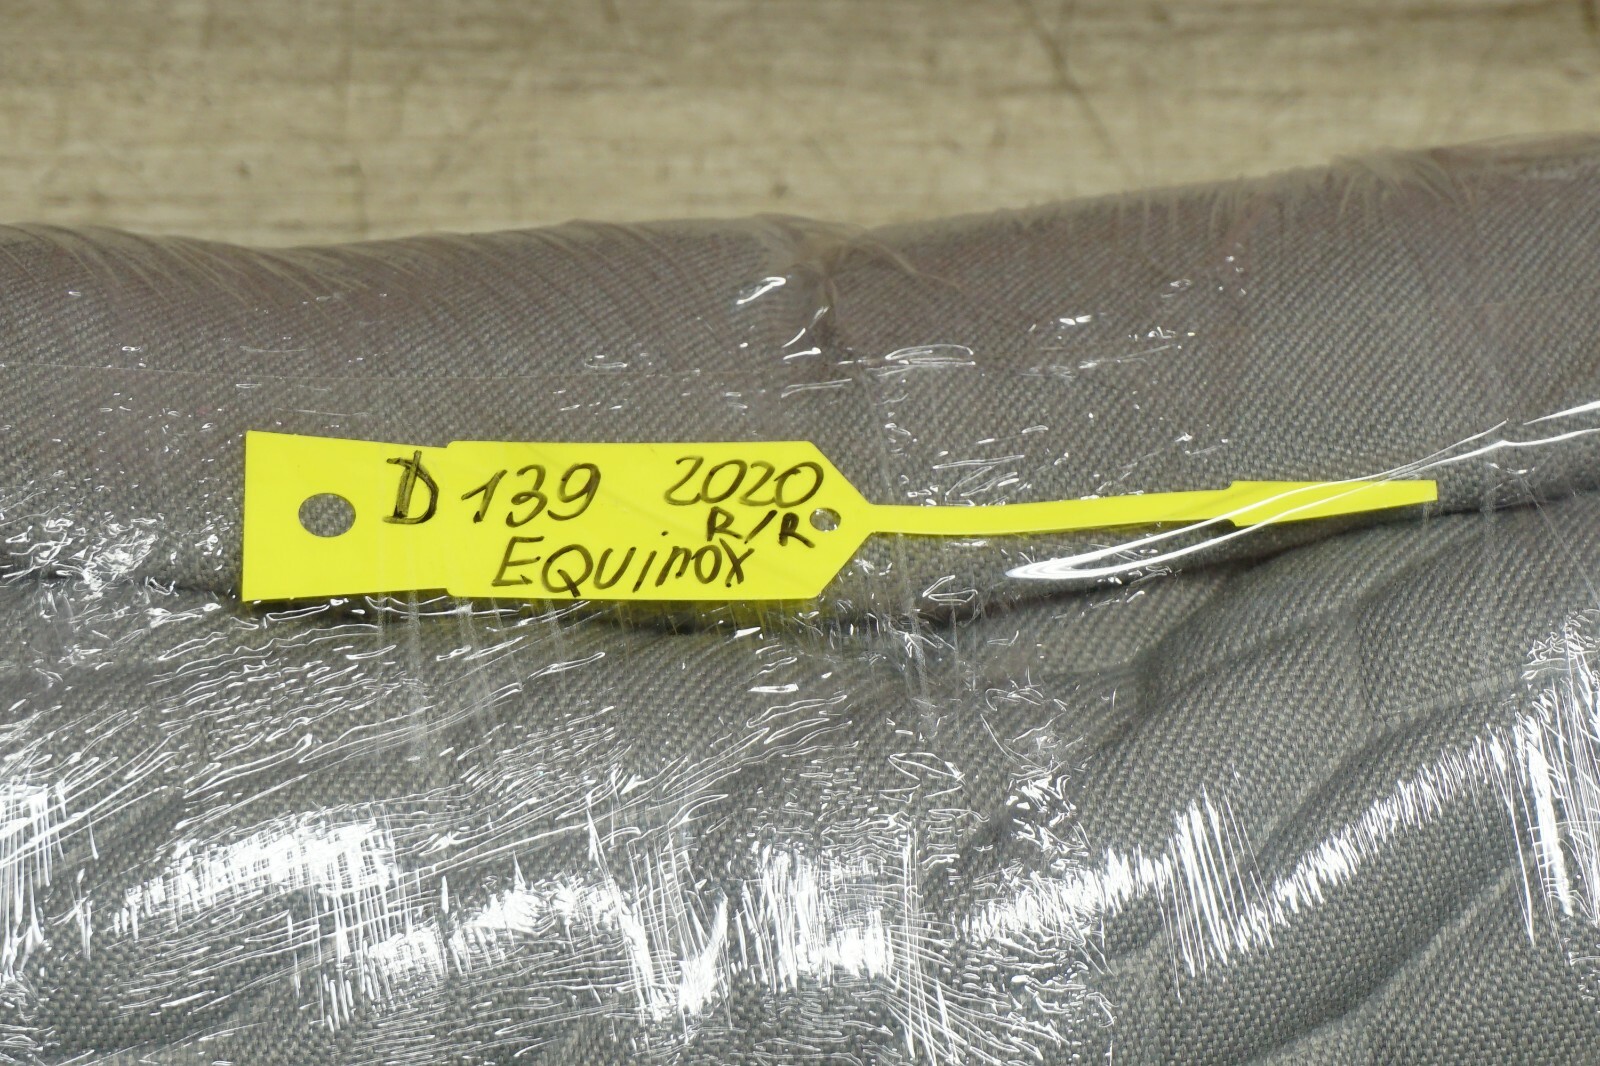 D 139 2020
R/R
EQUinox